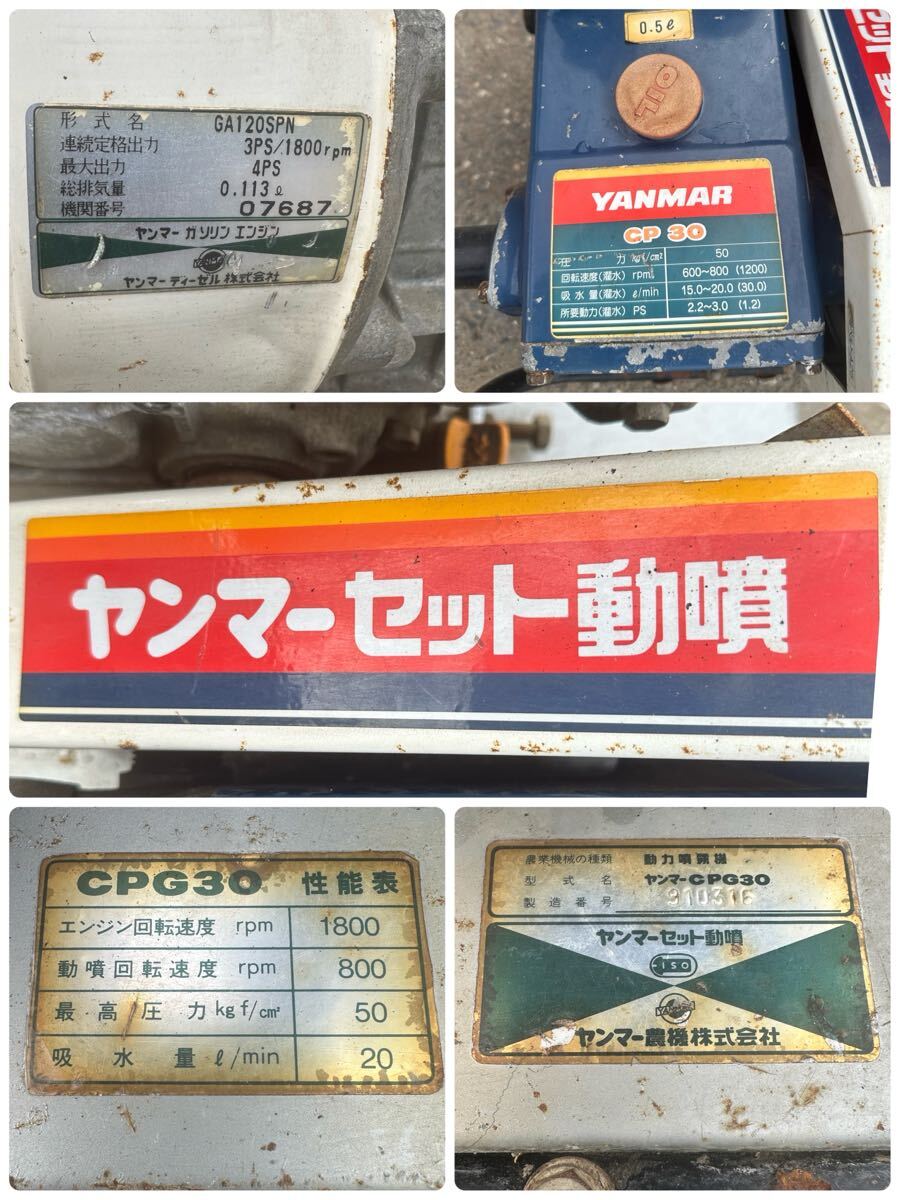 形式名 GA120SPN
連続定格出力 3PS/1800rpm
最大出力 4PS
総排気量 0.113ℓ
機関番号 07687
ヤンマー ガソリン エンジン
ヤンマー ディーゼル 株式会社
0.5ℓ
OIL
YANMAR
CP 30
圧力 kgf/cm² 50
回転速度(灌水) rpm 600~800 (1200)
吸水量(灌水) ℓ/min 15.0~20.0 (30.0)
所要動力(灌水) PS 2.2~3.0 (1.2)
ヤンマーセット動噴
CPG30 性能表
エンジン回転速度 rpm 1800
動噴回転速度 rpm 800
最高圧力 kgf/cm² 50
吸水量 ℓ/min 20
農業機械の種類 動力噴霧機
型式名 ヤンマーCPG30
製造番号 910316
ヤンマーセット動噴
ISO
ヤンマー農機株式会社